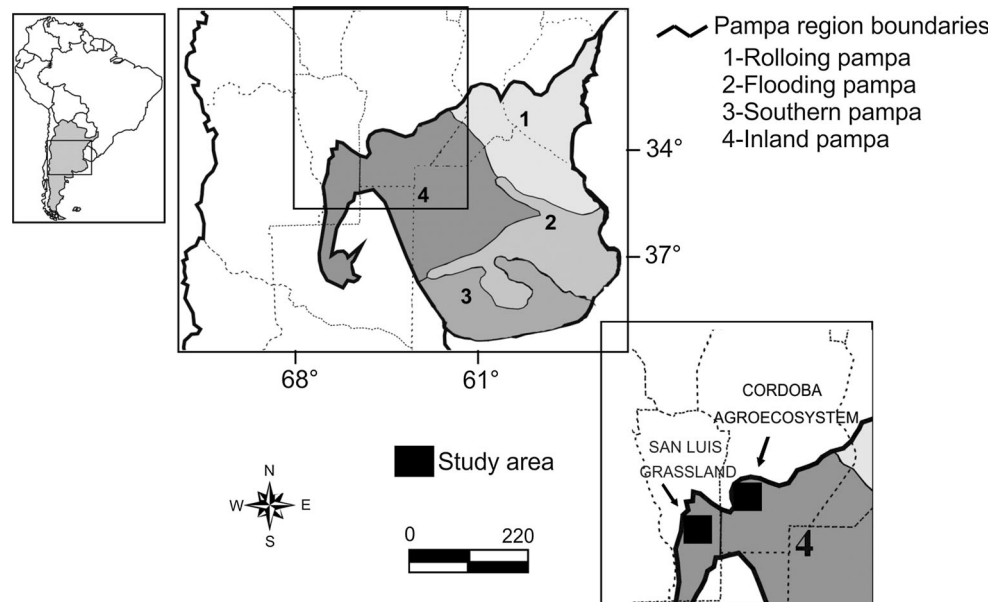 Pampa region boundaries
1-Rolloing pampa
2-Flooding pampa
3-Southern pampa
4-Inland pampa
1
34°
4
2
37°
3
68°
61°
CORDOBA
AGROECOSYSTEM
SAN LUIS
GRASSLAND
Study area
N
W E
S
0 220
4